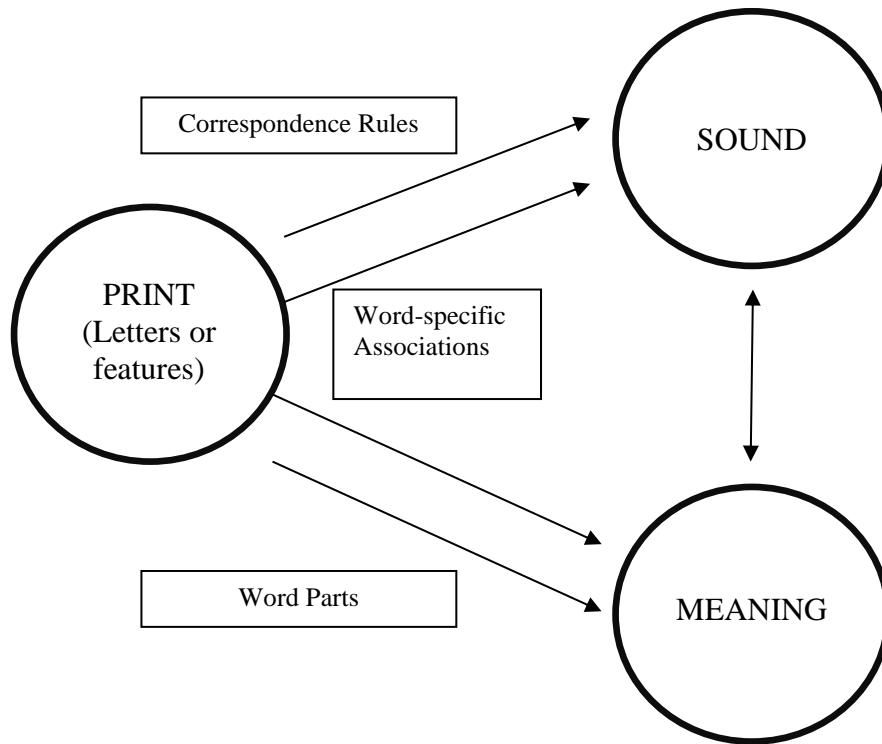 Correspondence Rules
SOUND
PRINT
(Letters or
features)
Word-specific
Associations
Word Parts
MEANING